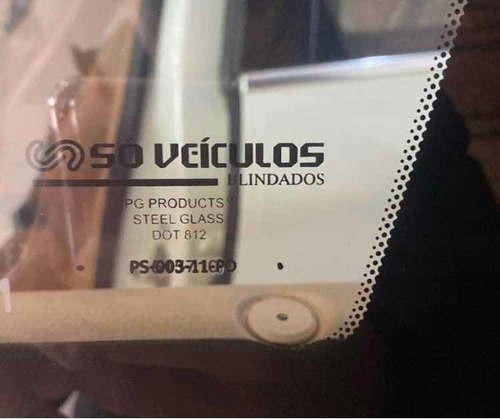 SÓ VEÍCULOS
BLINDADOS
PG PRODUCTS
STEEL GLASS
DOT 812